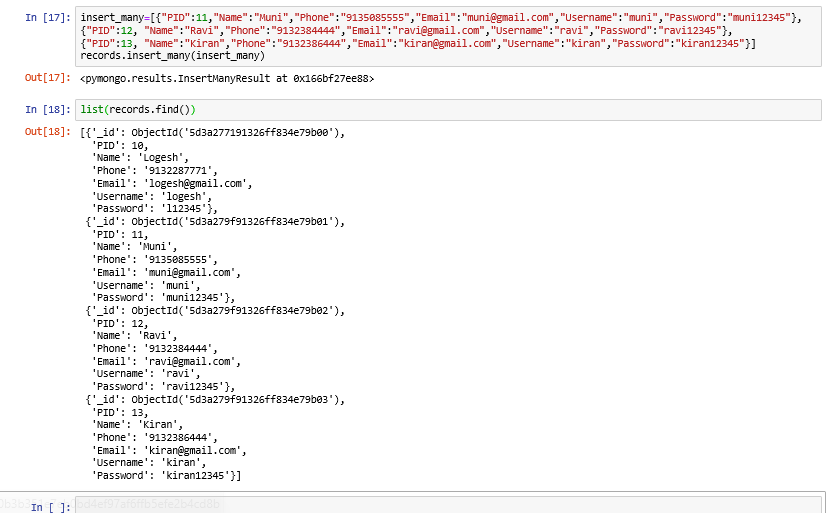 In [17]: insert_many=[{"PID":11,"Name":"Muni","Phone":"9135085555","Email":"muni@gmail.com","Username":"muni","Password":"muni12345"},
{"PID":12, "Name":"Ravi","Phone":"9132384444","Email":"ravi@gmail.com","Username":"ravi","Password":"ravi12345"},
{"PID":13, "Name":"Kiran","Phone":"9132386444","Email":"kiran@gmail.com","Username":"kiran","Password":"kiran12345"}]
records.insert_many(insert_many)
Out[17]: <pymongo.results.InsertManyResult at 0x166bf27ee88>
In [18]: list(records.find())
Out[18]: [{'_id': ObjectId('5d3a277191326ff834e79b00'),
'PID': 10,
'Name': 'Logesh',
'Phone': '9132287771',
'Email': 'logesh@gmail.com',
'Username': 'logesh',
'Password': 'l12345'},
{'_id': ObjectId('5d3a279f91326ff834e79b01'),
'PID': 11,
'Name': 'Muni',
'Phone': '9135085555',
'Email': 'muni@gmail.com',
'Username': 'muni',
'Password': 'muni12345'},
{'_id': ObjectId('5d3a279f91326ff834e79b02'),
'PID': 12,
'Name': 'Ravi',
'Phone': '9132384444',
'Email': 'ravi@gmail.com',
'Username': 'ravi',
'Password': 'ravi12345'},
{'_id': ObjectId('5d3a279f91326ff834e79b03'),
'PID': 13,
'Name': 'Kiran',
'Phone': '9132386444',
'Email': 'kiran@gmail.com',
'Username': 'kiran',
'Password': 'kiran12345'}]
In [ ]: